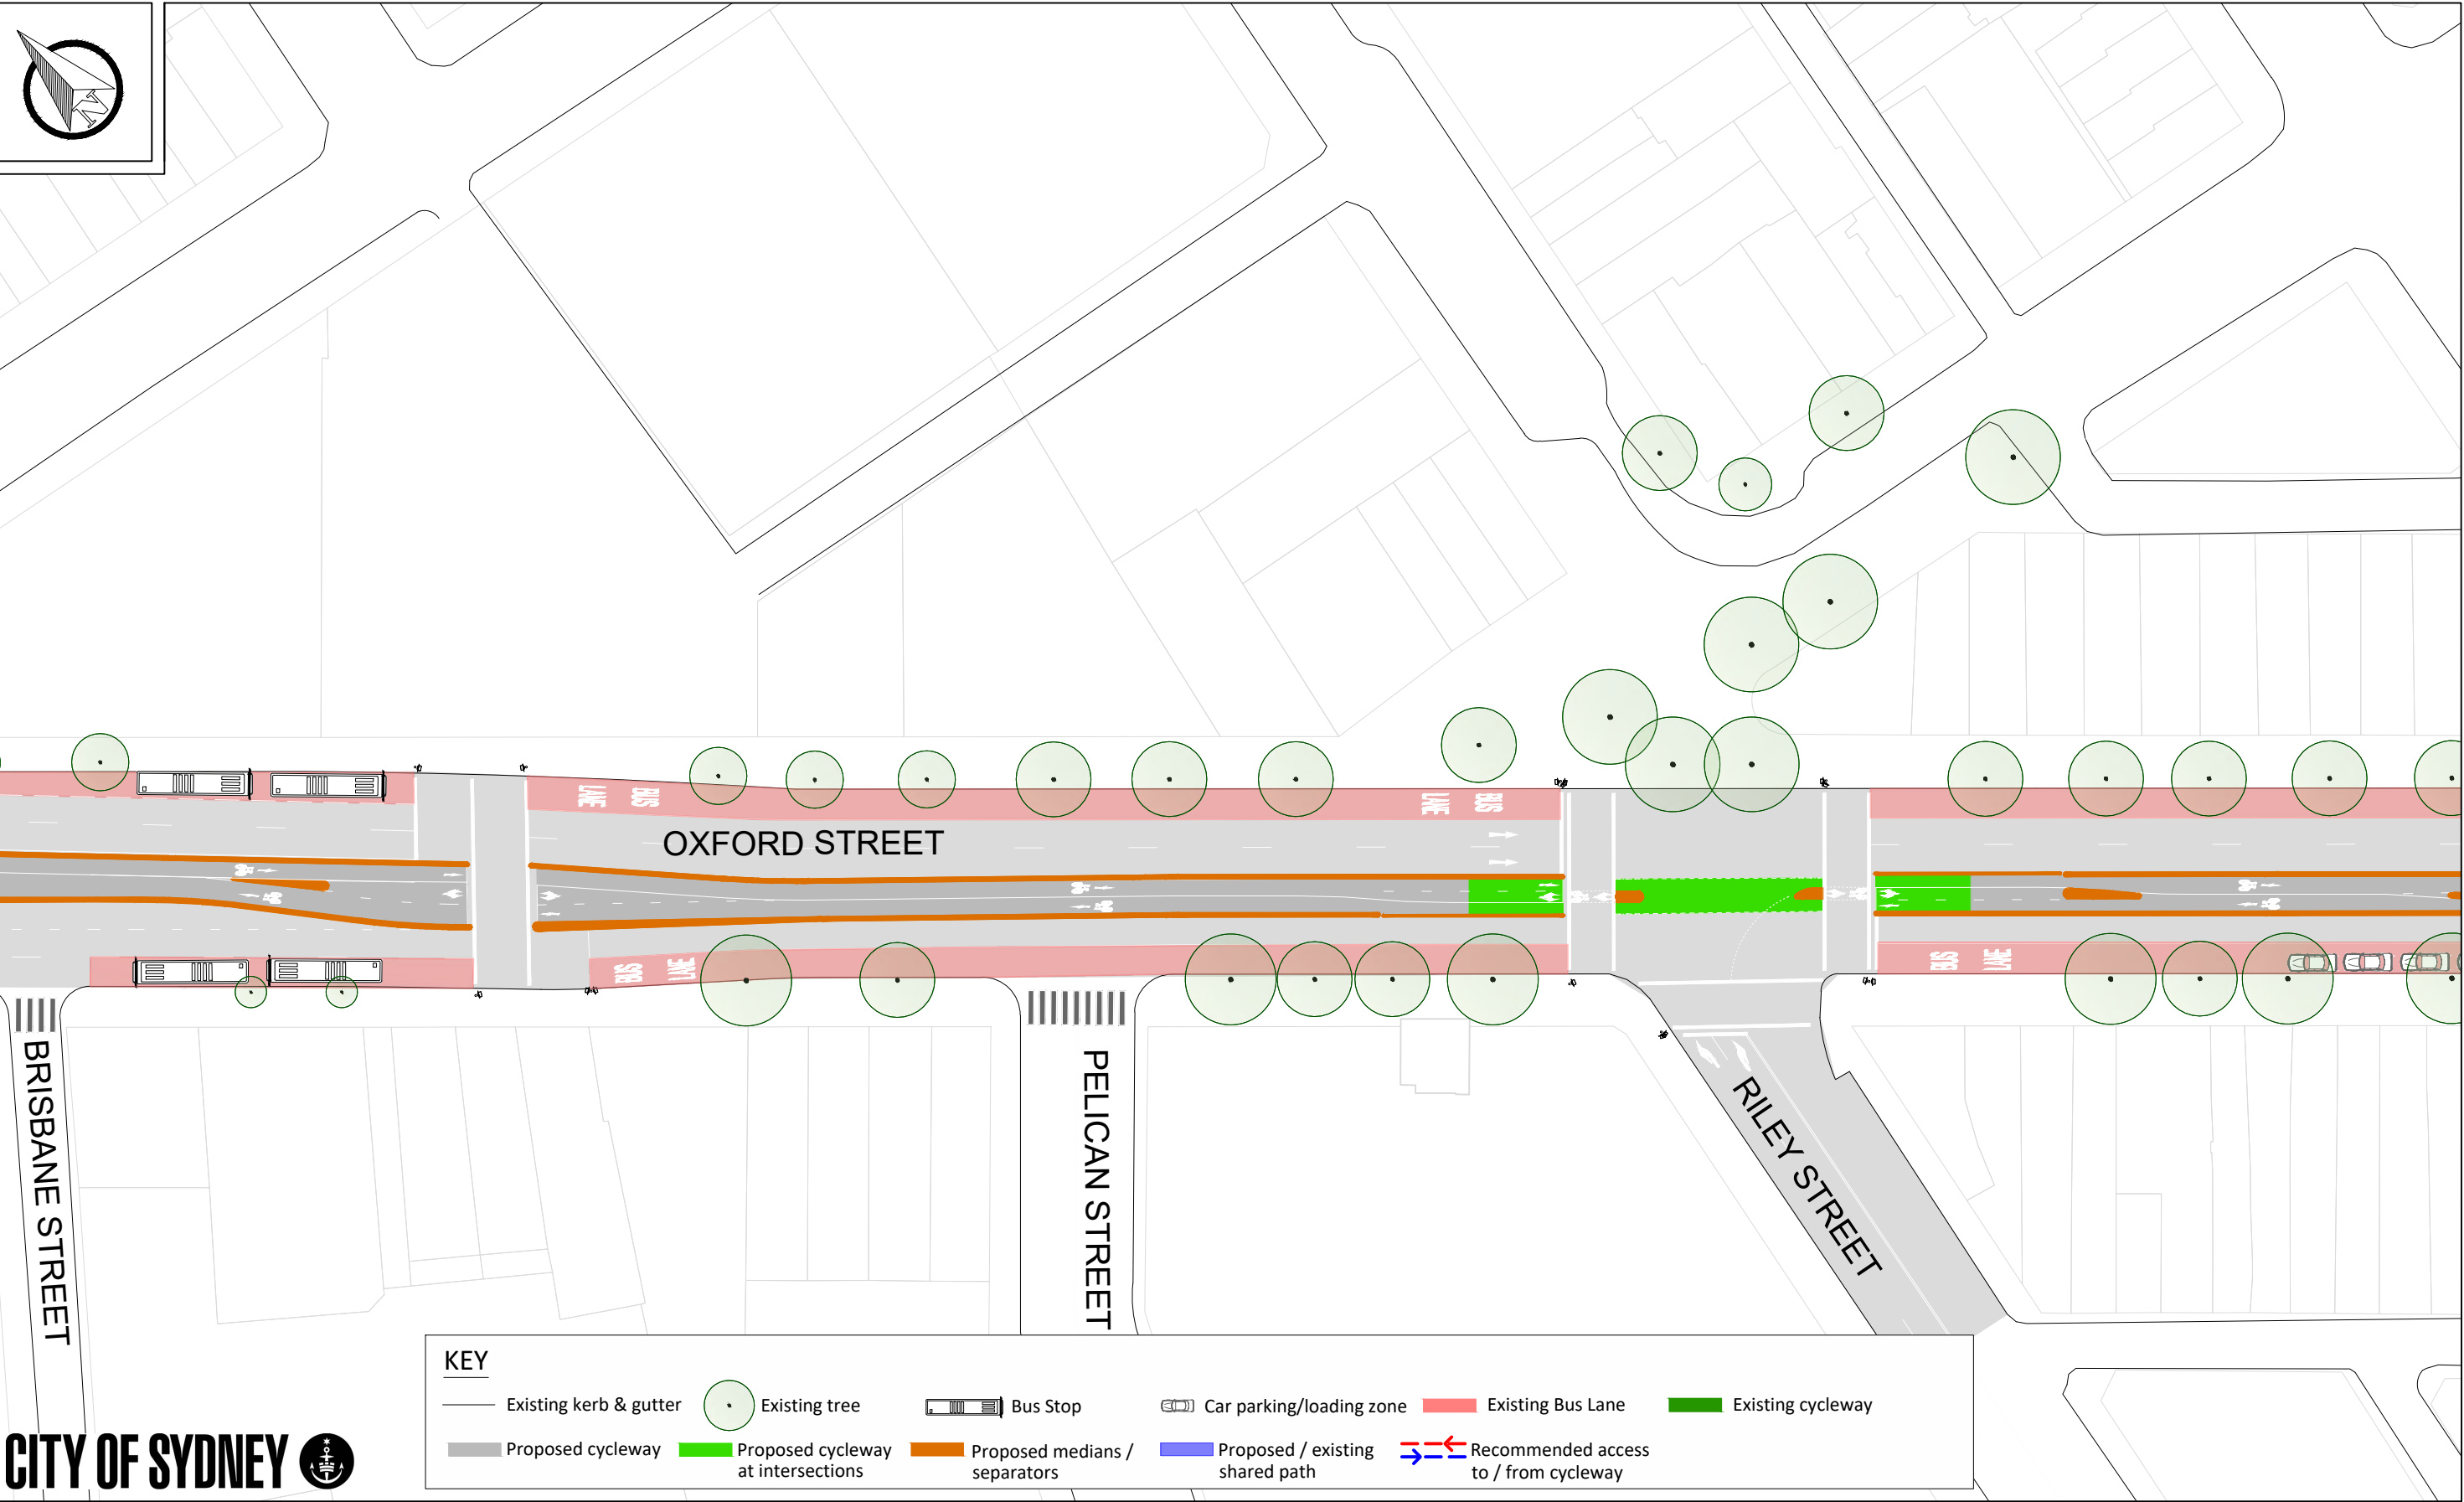 N
LANE
BUS
LANE
BUS
OXFORD STREET
BUS
LANE
BUS
LANE
BRISBANE STREET
PELICAN STREET
RILEY STREET
KEY
Existing kerb & gutter
Existing tree
Bus Stop
Car parking/loading zone
Existing Bus Lane
Existing cycleway
Proposed cycleway
Proposed cycleway
at intersections
Proposed medians /
separators
Proposed / existing
shared path
Recommended access
to / from cycleway
CITY OF SYDNEY